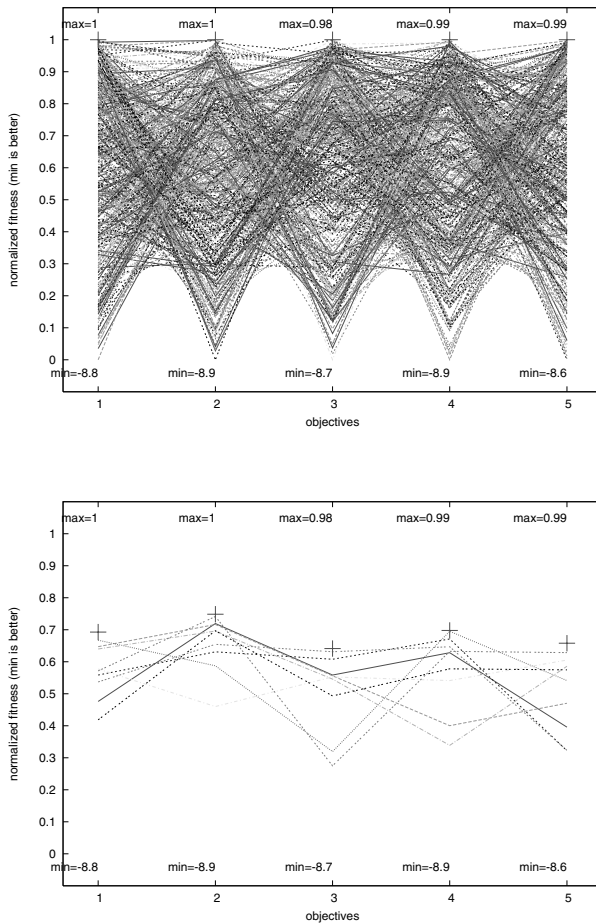 max=1 max=1 max=0.98 max=0.99 max=0.99
1
0.9
0.8
0.7
0.6
0.5
0.4
0.3
0.2
0.1
0
normalized fitness (min is better)
min=-8.8 min=-8.9 min=-8.7 min=-8.9 min=-8.6
1 2 3 4 5
objectives
max=1 max=1 max=0.98 max=0.99 max=0.99
1
0.9
0.8
0.7
0.6
0.5
0.4
0.3
0.2
0.1
0
normalized fitness (min is better)
min=-8.8 min=-8.9 min=-8.7 min=-8.9 min=-8.6
1 2 3 4 5
objectives